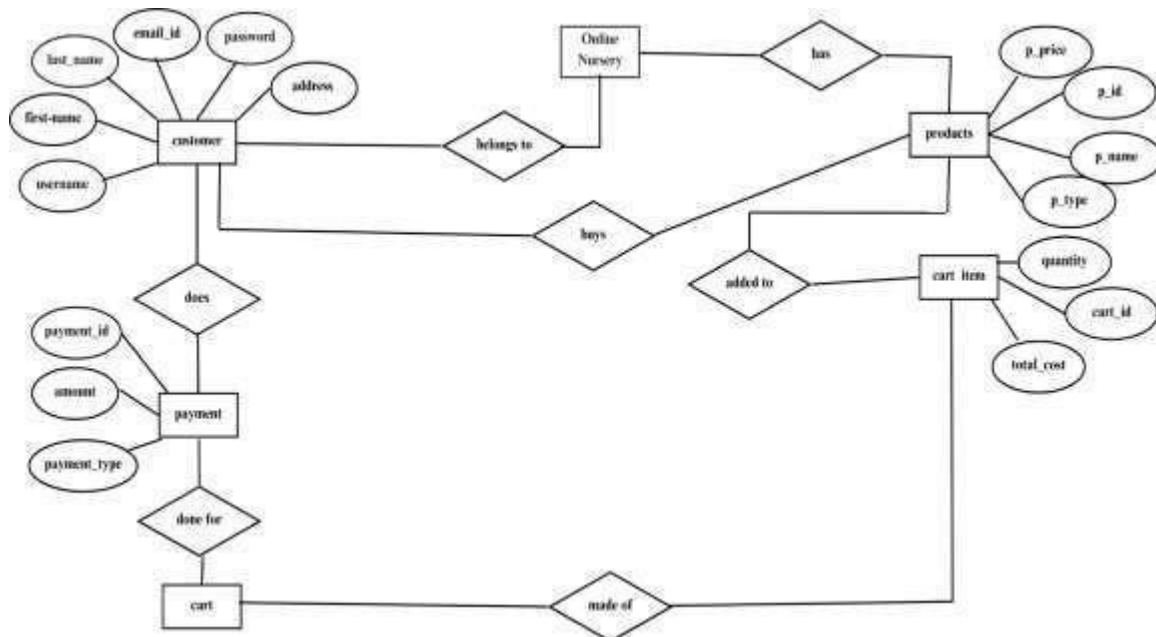 email_id
password
last_name
address
first-name
customer
username
Online
Nursery
has
belongs to
buys
p_price
p_id
products
p_name
p_type
does
added to
cart item
quantity
cart_id
total_cost
payment_id
amount
payment
payment_type
done for
cart
made of